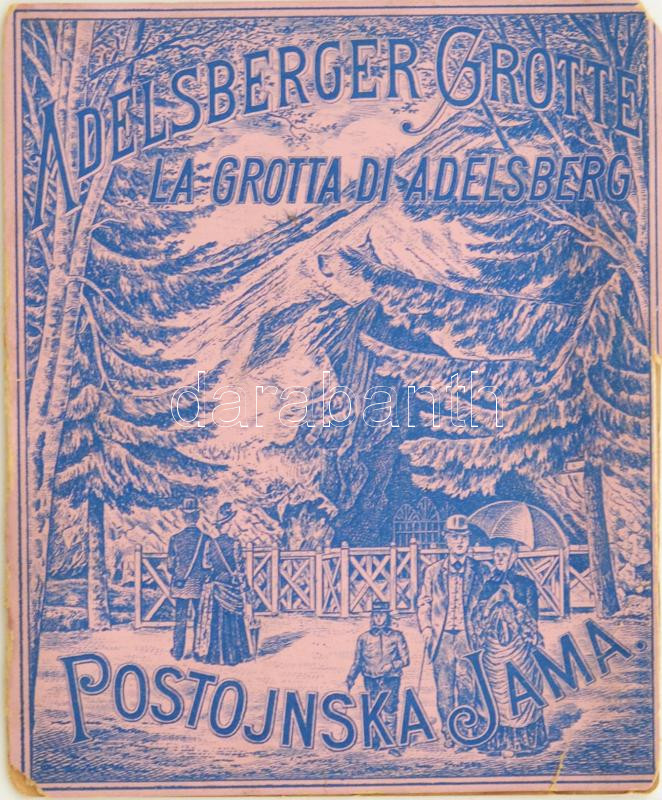 ADELSBERGER GROTTE
LA GROTTA DI ADELSBERG
darabanth
POSTOJNSKA JAMA.